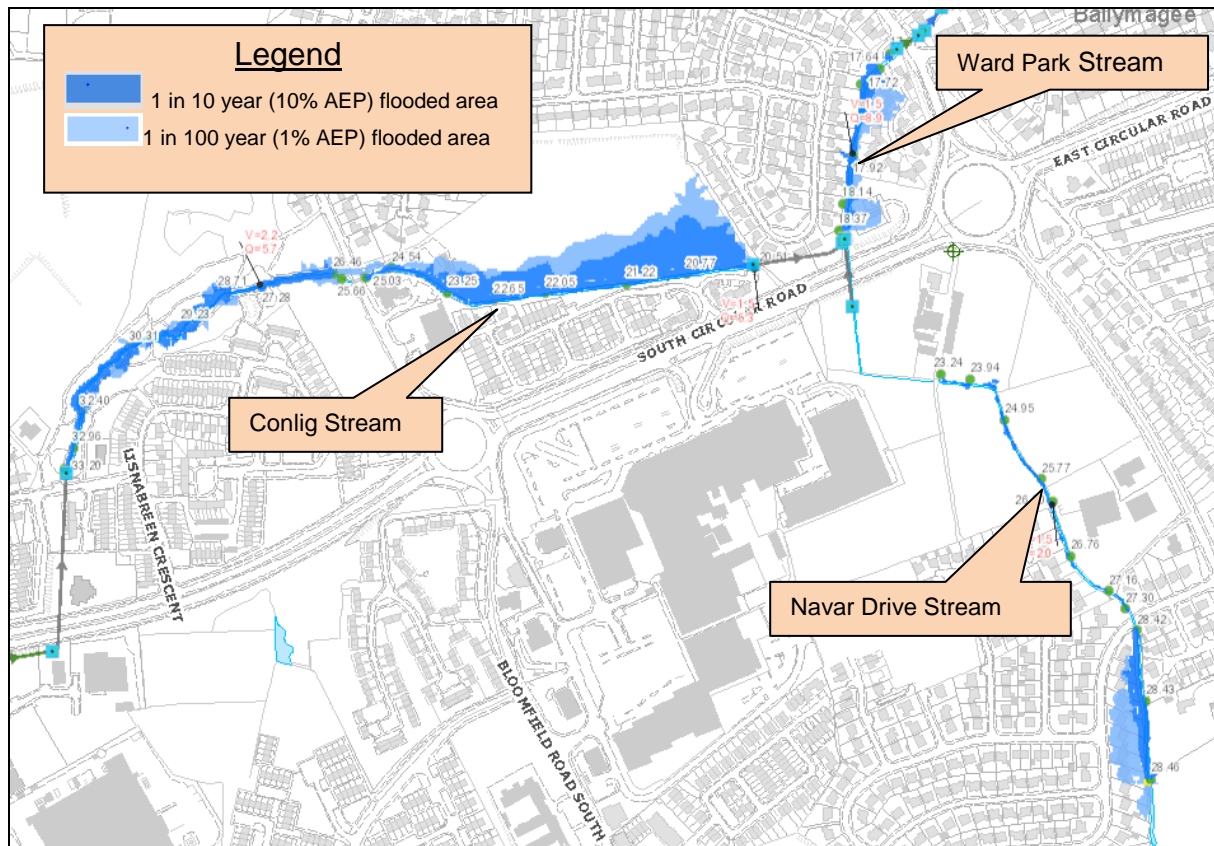 Ballymagee
Legend
1 in 10 year (10% AEP) flooded area
1 in 100 year (1% AEP) flooded area
Ward Park Stream
17.64
17.72
V=1.5
Q=8.9
17.92
18.14
18.37
EAST CIRCULAR ROAD
V=2.2
Q=5.7
26.46
24.54
28.71
27.28
25.66
25.03
23.25
22.65
22.05
21.22
20.77
20.51
29.23
30.31
V=1.5
SOUTH CIRCULAR ROAD
32.40
32.96
33.20
Conlig Stream
LISNABREEN CRESCENT
23.24
23.94
24.95
25.77
26.76
27.16
27.30
28.42
28.43
28.46
Navar Drive Stream
BLOOMFIELD ROAD SOUTH